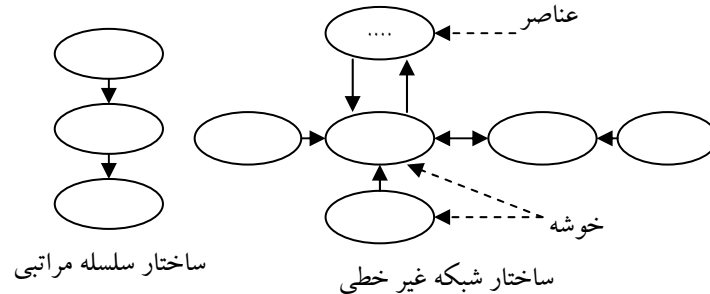 عناصر
....
خوشه
ساختار سلسله مراتبی
ساختار شبکه غیر خطی